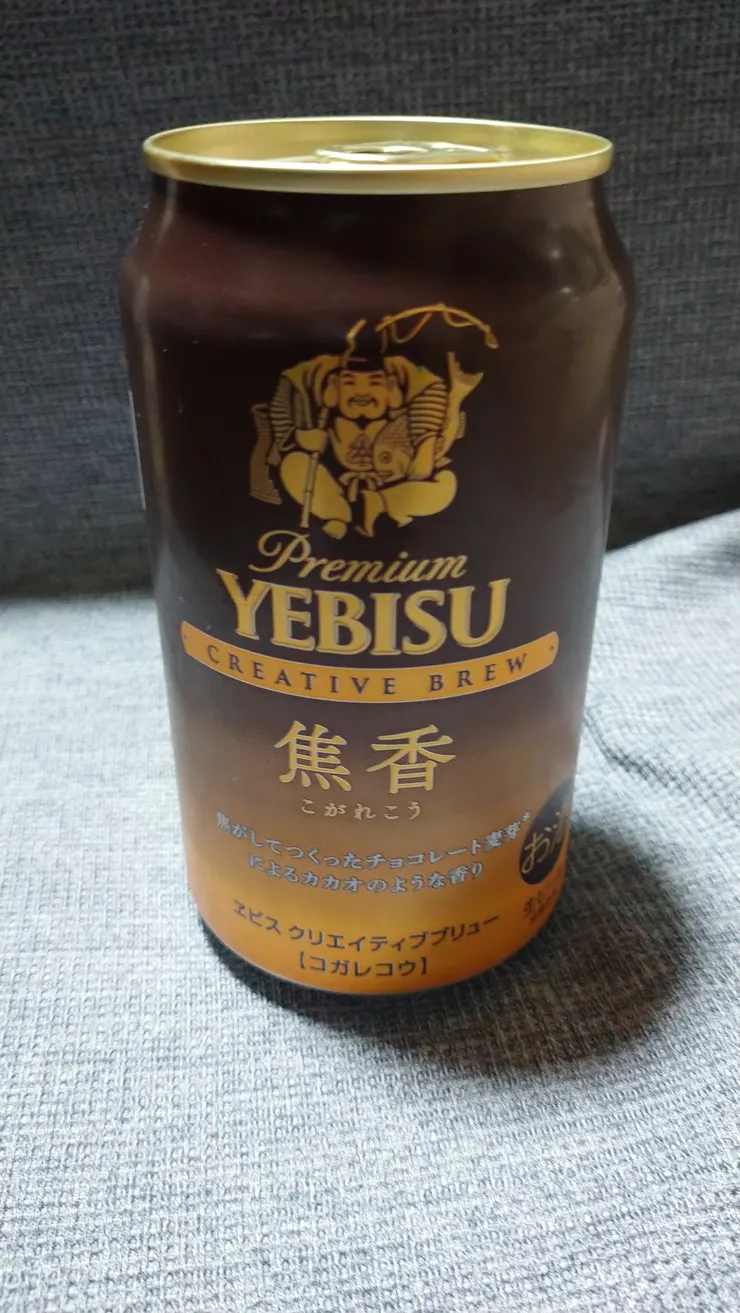 Premium
YEBISU
CREATIVE BREW
焦香
こがれこう
焦がしてつくったチョコレート麦芽*
によるカカオのような香り
ヱビス クリエイティブブリュー
【コガレコウ】
お酒